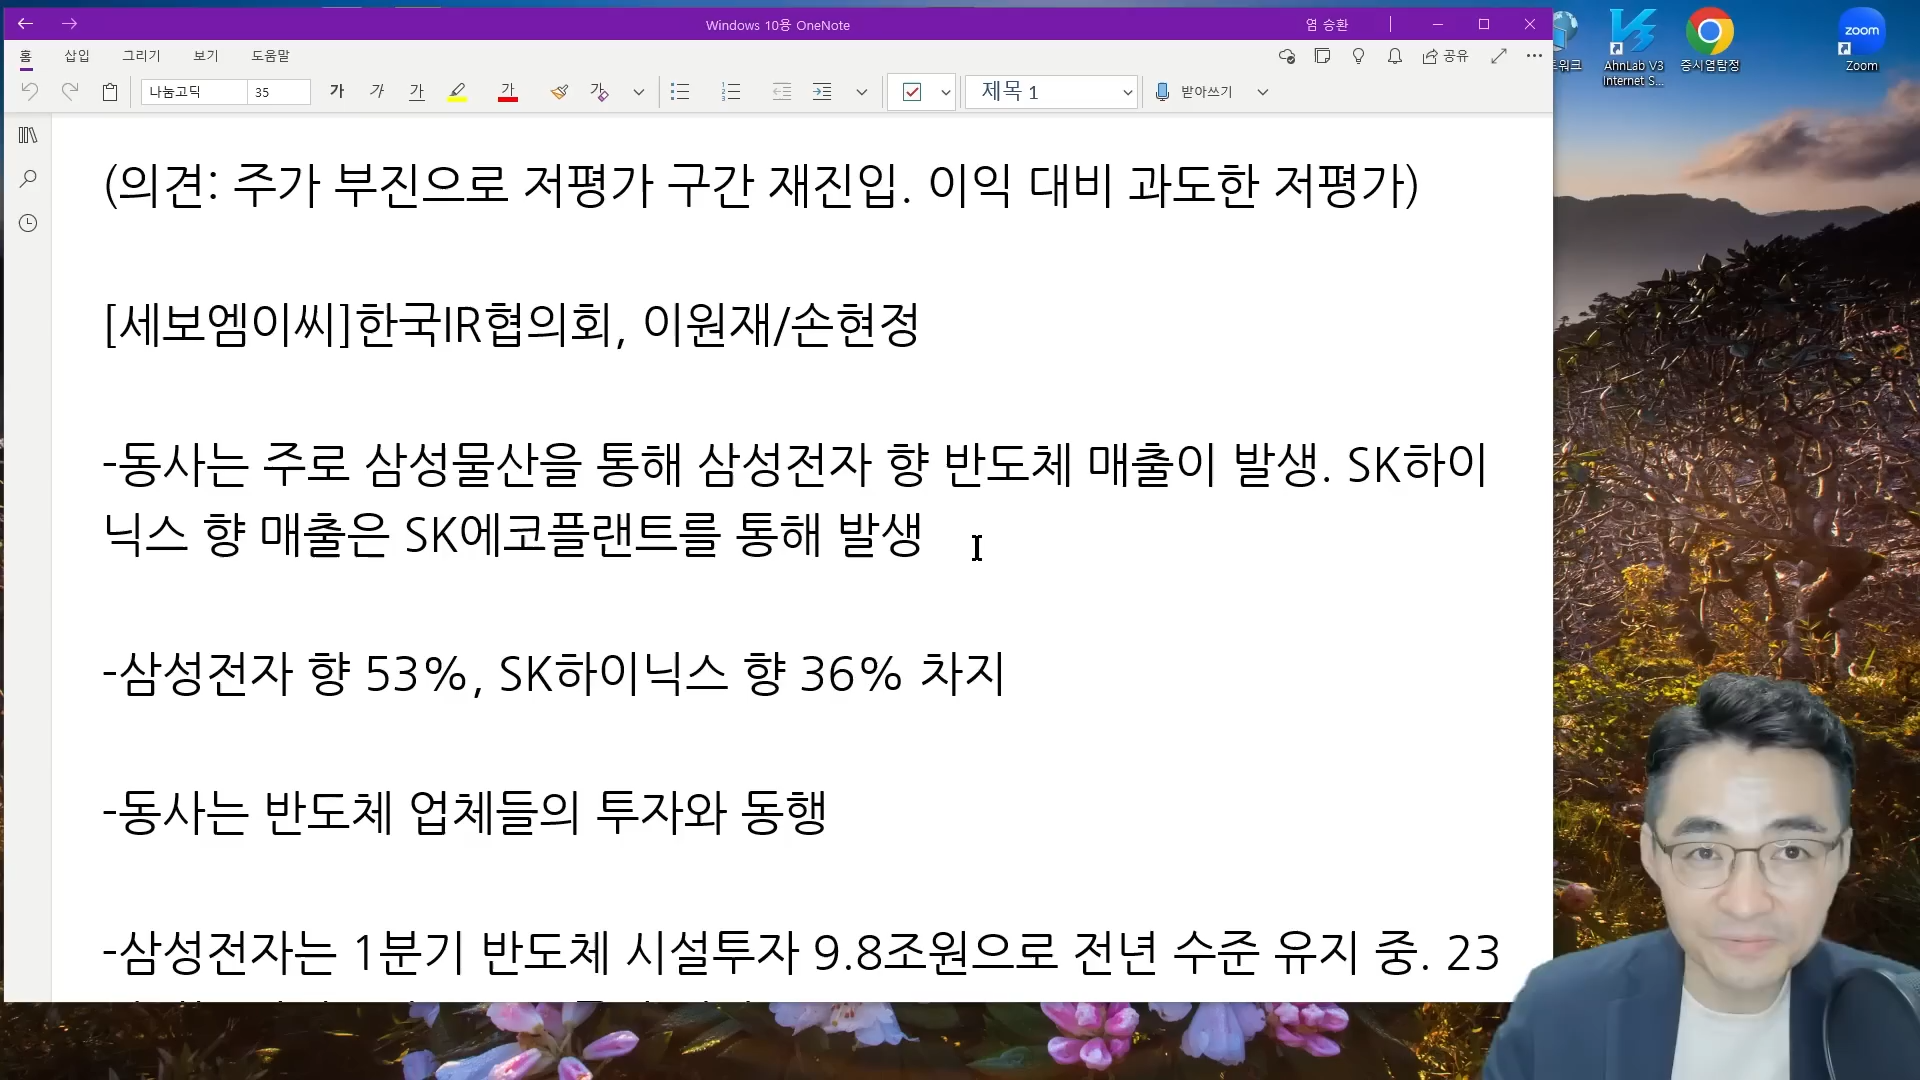 Windows 10용 OneNote
염 승환
홈 삽입 그리기 보기 도움말
공유
나눔고딕 35 가 가 가 가 가 제목 1 받아쓰기
(의견: 주가 부진으로 저평가 구간 재진입. 이익 대비 과도한 저평가)
[세보엠이씨]한국IR협의회, 이원재/손현정
-동사는 주로 삼성물산을 통해 삼성전자 향 반도체 매출이 발생. SK하이
닉스 향 매출은 SK에코플랜트를 통해 발생
-삼성전자 향 53%, SK하이닉스 향 36% 차지
-동사는 반도체 업체들의 투자와 동행
-삼성전자는 1분기 반도체 시설투자 9.8조원으로 전년 수준 유지 중. 23
AhnLab V3
Internet S...
증시염탐정
zoom
Zoom